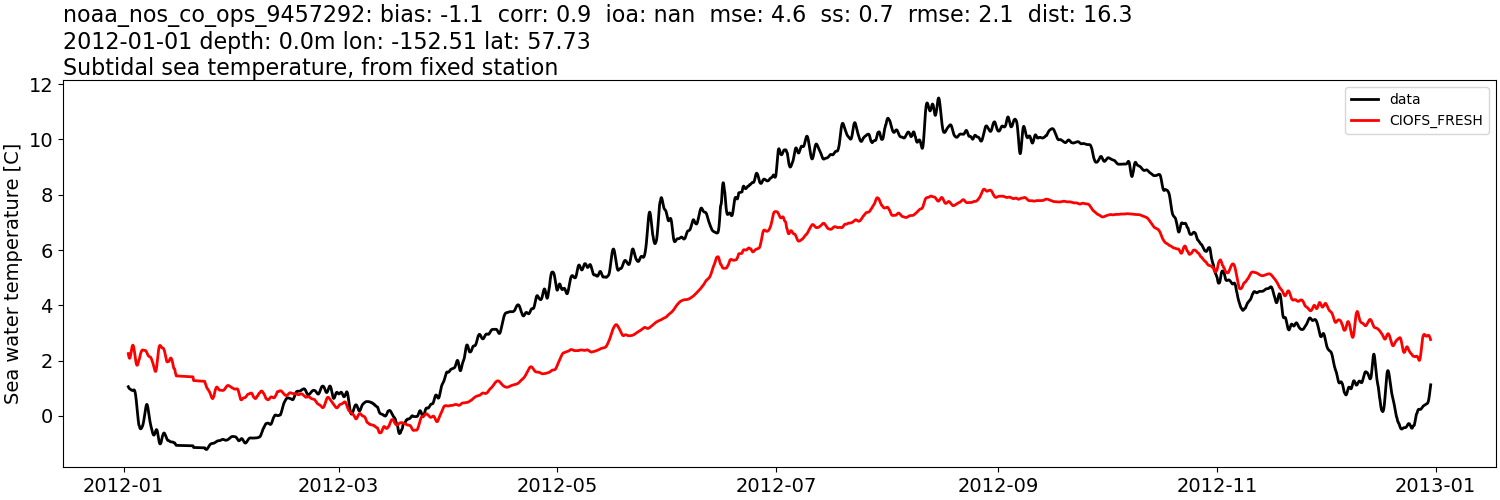 noaa_nos_co_ops_9457292: bias: -1.1  corr: 0.9  ioa: nan  mse: 4.6  ss: 0.7  rmse: 2.1  dist: 16.3
2012-01-01 depth: 0.0m lon: -152.51 lat: 57.73
Subtidal sea temperature, from fixed station
Sea water temperature [C]
12
10
8
6
4
2
0
data
CIOFS_FRESH
2012-01
2012-03
2012-05
2012-07
2012-09
2012-11
2013-01